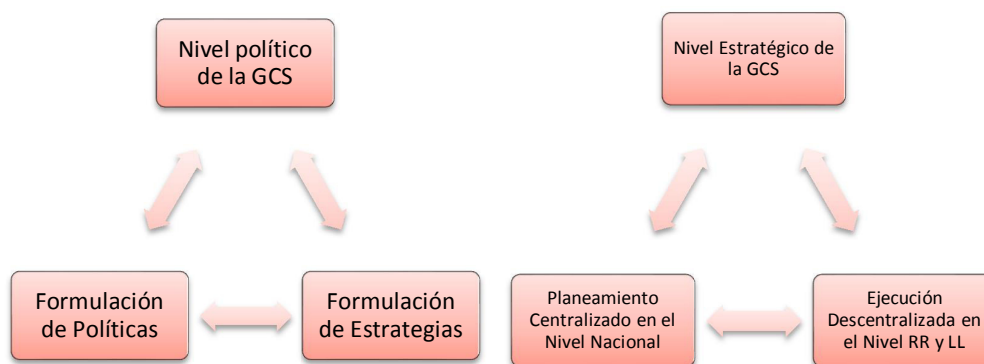 Nivel político
de la GCS
Nivel Estratégico de
la GCS
Formulación
de Políticas
Formulación
de Estrategias
Planeamiento
Centralizado en el
Nivel Nacional
Ejecución
Descentralizada en
el Nivel RR y LL